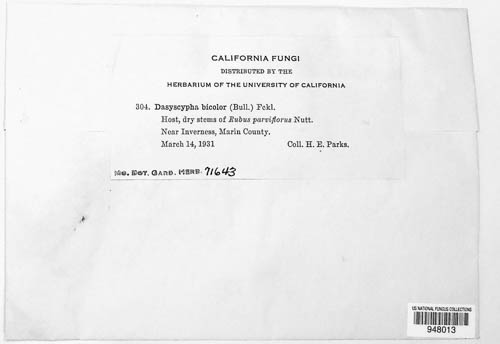 CALIFORNIA FUNGI
DISTRIBUTED BY THE
HERBARIUM OF THE UNIVERSITY OF CALIFORNIA
304. Dasyscypha bicolor (Bull.) Fckl.
Host, dry stems of Rubus parviflorus Nutt.
Near Inverness, Marin County.
March 14, 1931 Coll. H. E. Parks.
MO. BOT. GARD. HERB. 71643
US NATIONAL FUNGUS COLLECTIONS
948013